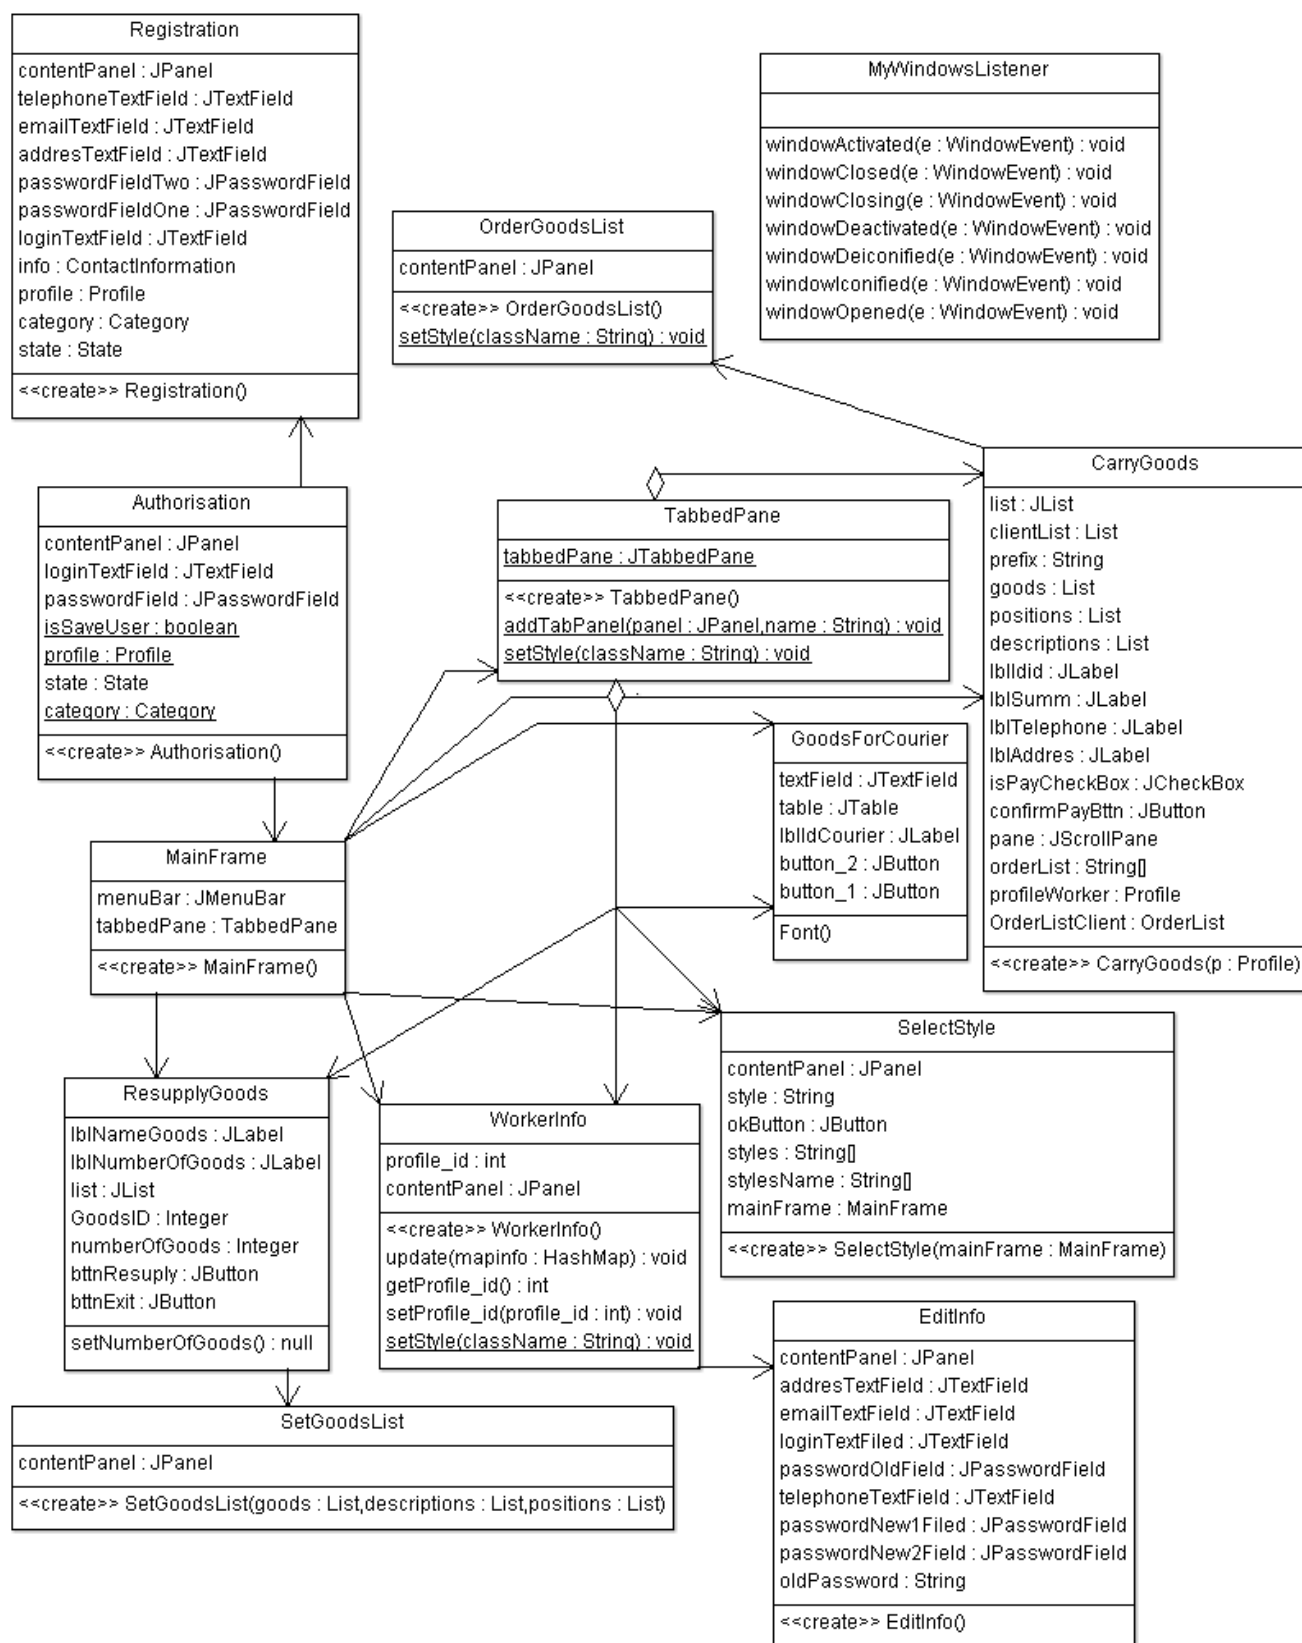 Registration
contentPanel : JPanel
telephoneTextField : JTextField
emailTextField : JTextField
addresTextField : JTextField
passwordFieldTwo : JPasswordField
passwordFieldOne : JPasswordField
loginTextField : JTextField
info : ContactInformation
profile : Profile
category : Category
state : State
<<create>> Registration()
MyWindowsListener
windowActivated(e : WindowEvent) : void
windowClosed(e : WindowEvent) : void
windowClosing(e : WindowEvent) : void
windowDeactivated(e : WindowEvent) : void
windowDeiconified(e : WindowEvent) : void
windowIconified(e : WindowEvent) : void
windowOpened(e : WindowEvent) : void
OrderGoodsList
contentPanel : JPanel
<<create>> OrderGoodsList()
setStyle(className : String) : void
Authorisation
contentPanel : JPanel
loginTextField : JTextField
passwordField : JPasswordField
isSaveUser : boolean
profile : Profile
state : State
category : Category
<<create>> Authorisation()
TabbedPane
tabbedPane : JTabbedPane
<<create>> TabbedPane()
addTabPanel(panel : JPanel,name : String) : void
setStyle(className : String) : void
CarryGoods
list : JList
clientList : List
prefix : String
goods : List
positions : List
descriptions : List
lblIdid : JLabel
lblSumm : JLabel
lblTelephone : JLabel
lblAddres : JLabel
isPayCheckBox : JCheckBox
confirmPayBttn : JButton
pane : JScrollPane
orderList : String[]
profileWorker : Profile
OrderListClient : OrderList
<<create>> CarryGoods(p : Profile)
GoodsForCourier
textField : JTextField
table : JTable
lblIdCourier : JLabel
button_2 : JButton
button_1 : JButton
Font()
MainFrame
menuBar : JMenuBar
tabbedPane : TabbedPane
<<create>> MainFrame()
SelectStyle
contentPanel : JPanel
style : String
okButton : JButton
styles : String[]
stylesName : String[]
mainFrame : MainFrame
<<create>> SelectStyle(mainFrame : MainFrame)
ResupplyGoods
lblNameGoods : JLabel
lblNumberOfGoods : JLabel
list : JList
GoodsID : Integer
numberOfGoods : Integer
bttnResuply : JButton
bttnExit : JButton
setNumberOfGoods() : null
WorkerInfo
profile_id : int
contentPanel : JPanel
<<create>> WorkerInfo()
update(mapinfo : HashMap) : void
getProfile_id() : int
setProfile_id(profile_id : int) : void
setStyle(className : String) : void
EditInfo
contentPanel : JPanel
addresTextField : JTextField
emailTextField : JTextField
loginTextFiled : JTextField
passwordOldField : JPasswordField
telephoneTextField : JTextField
passwordNew1Filed : JPasswordField
passwordNew2Field : JPasswordField
oldPassword : String
<<create>> EditInfo()
SetGoodsList
contentPanel : JPanel
<<create>> SetGoodsList(goods : List,descriptions : List,positions : List)